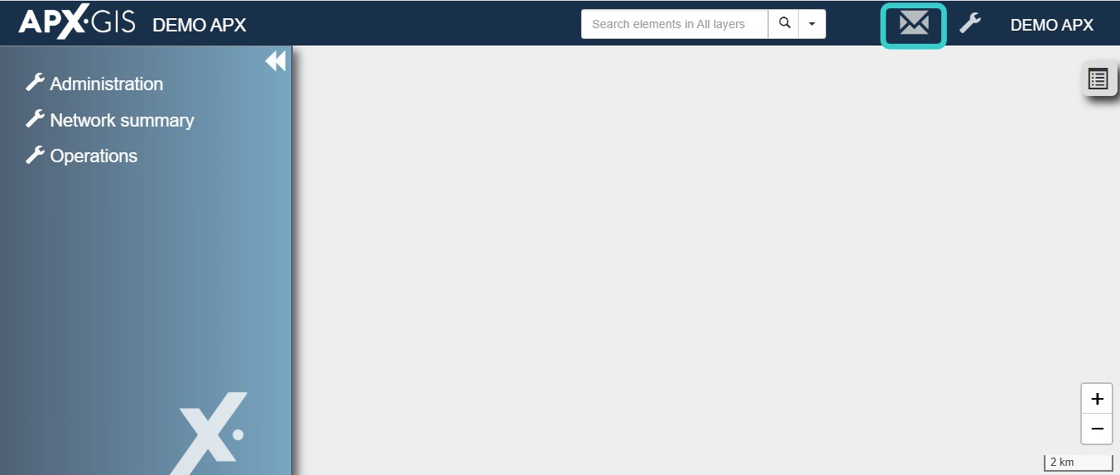 APX·GIS DEMO APX Search elements in All layers DEMO APX
Administration
Network summary
Operations
X.
+
−
2 km